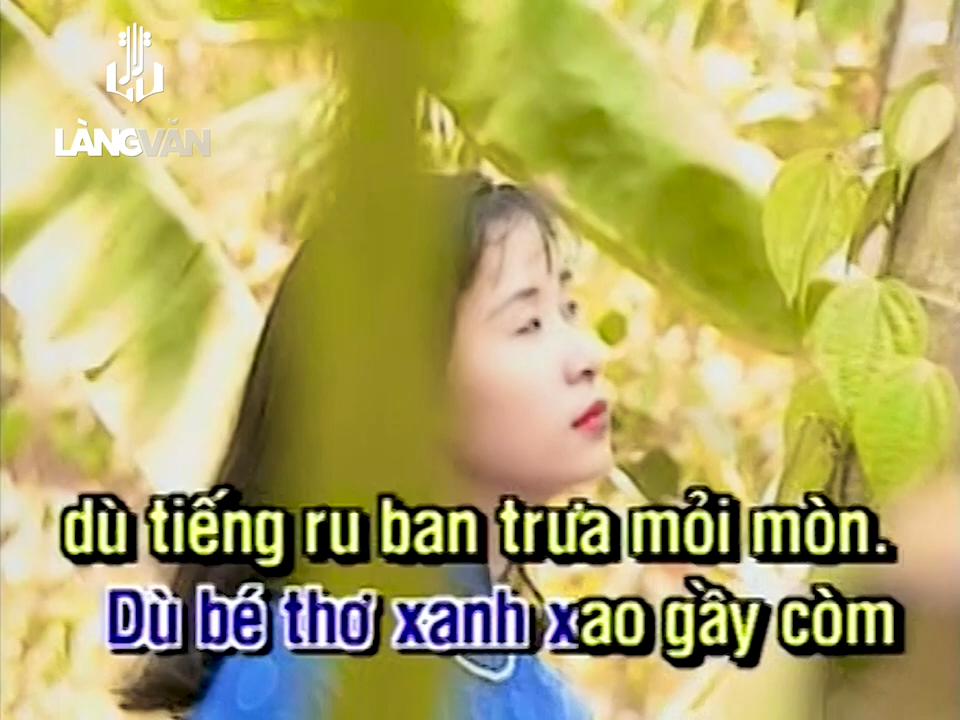 LÀNGVĂN
dù tiếng ru ban trưa mỏi mòn.
Dù bé thơ xanh xao gầy còm